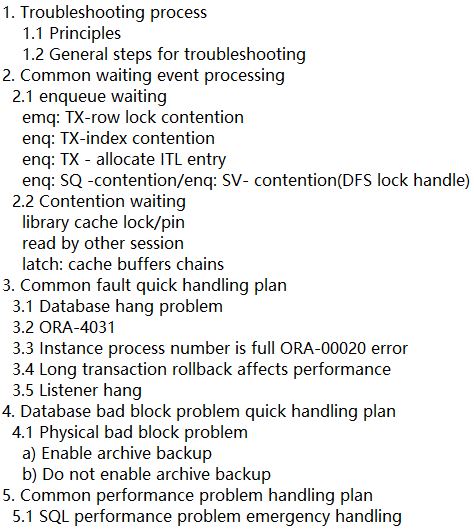 1. Troubleshooting process
1.1 Principles
1.2 General steps for troubleshooting
2. Common waiting event processing
2.1 enqueue waiting
emq: TX-row lock contention
enq: TX-index contention
enq: TX - allocate ITL entry
enq: SQ -contention/enq: SV- contention(DFS lock handle)
2.2 Contention waiting
library cache lock/pin
read by other session
latch: cache buffers chains
3. Common fault quick handling plan
3.1 Database hang problem
3.2 ORA-4031
3.3 Instance process number is full ORA-00020 error
3.4 Long transaction rollback affects performance
3.5 Listener hang
4. Database bad block problem quick handling plan
4.1 Physical bad block problem
a) Enable archive backup
b) Do not enable archive backup
5. Common performance problem handling plan
5.1 SQL performance problem emergency handling